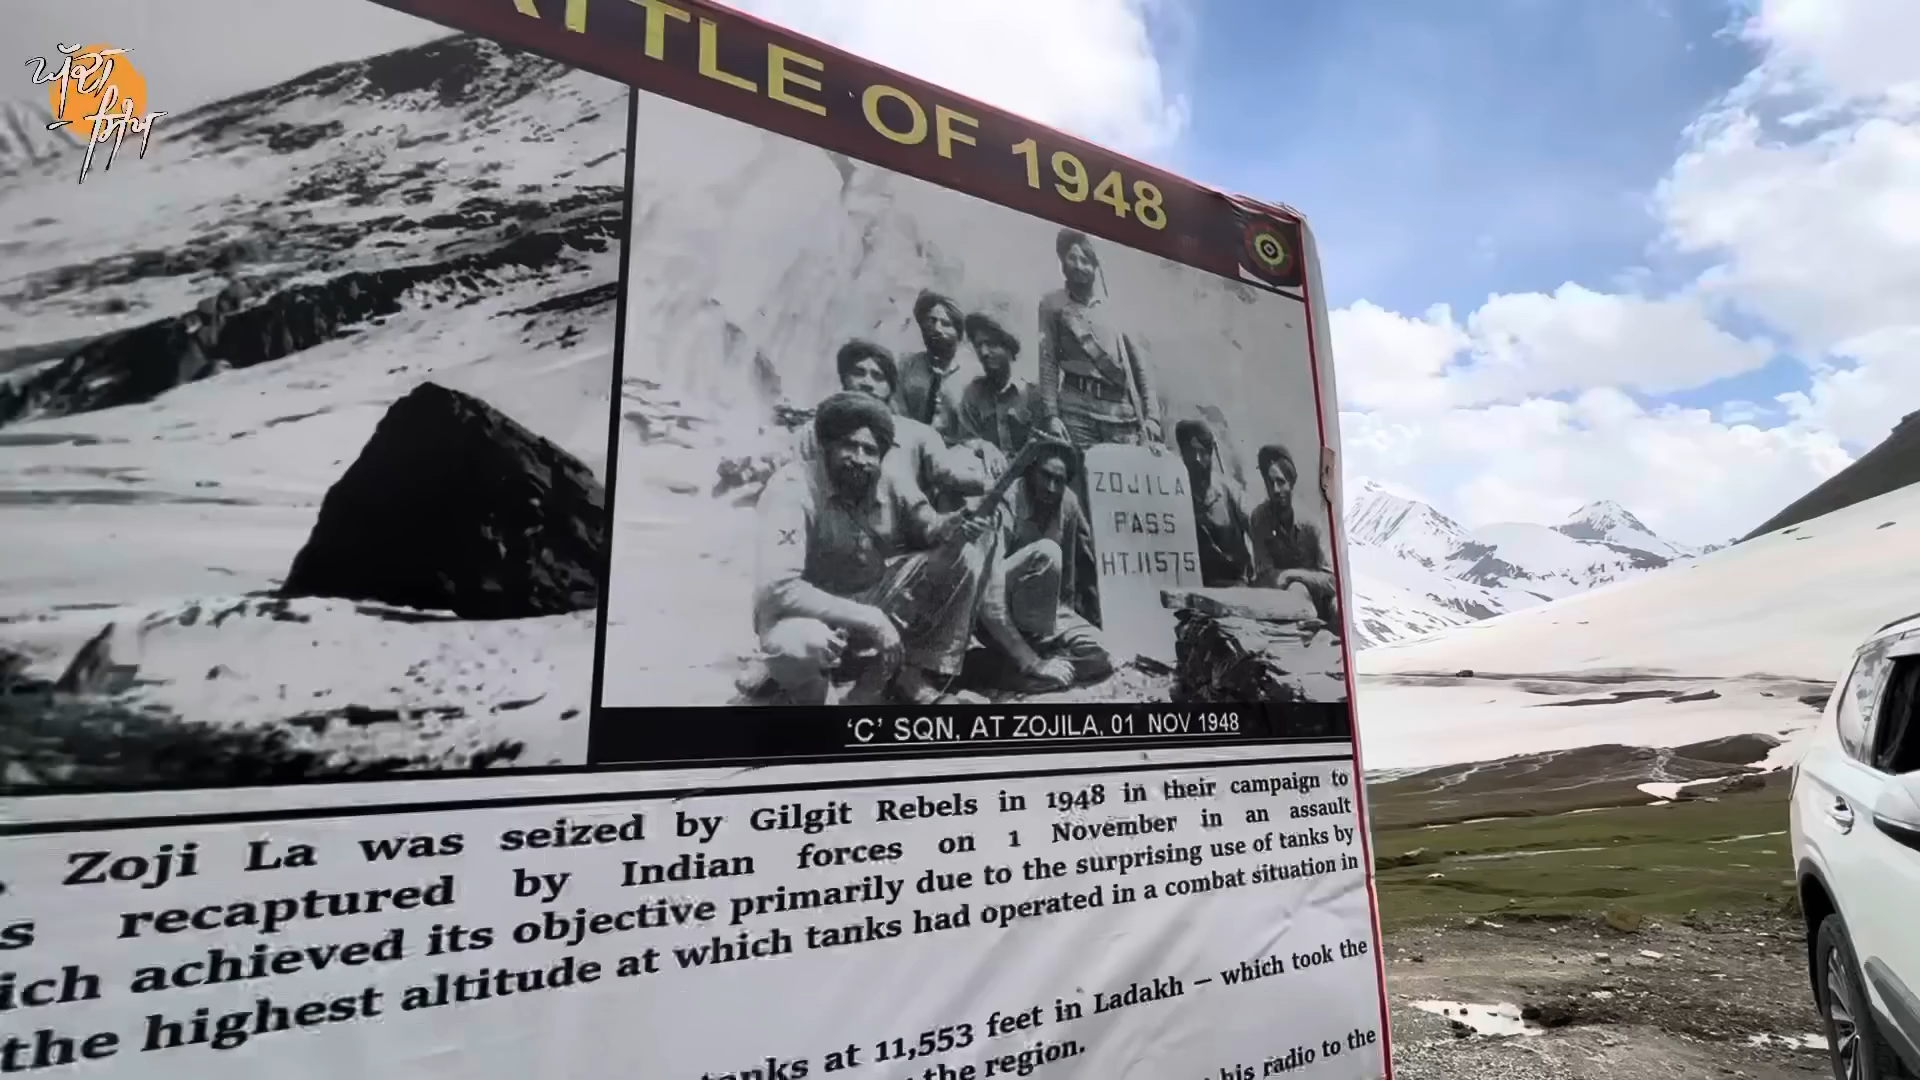 ਘੈਂਟ
ਸਿੰਘ
TTLE OF 1948
ZOJILA
PASS
HT.11575
‘C’ SQN, AT ZOJILA, 01 NOV 1948
Zoji La was seized by Gilgit Rebels in 1948 in their campaign to
recaptured by Indian forces on 1 November in an assault
ich achieved its objective primarily due to the surprising use of tanks by
the highest altitude at which tanks had operated in a combat situation in
tanks at 11,553 feet in Ladakh – which took the
the region.
his radio to the